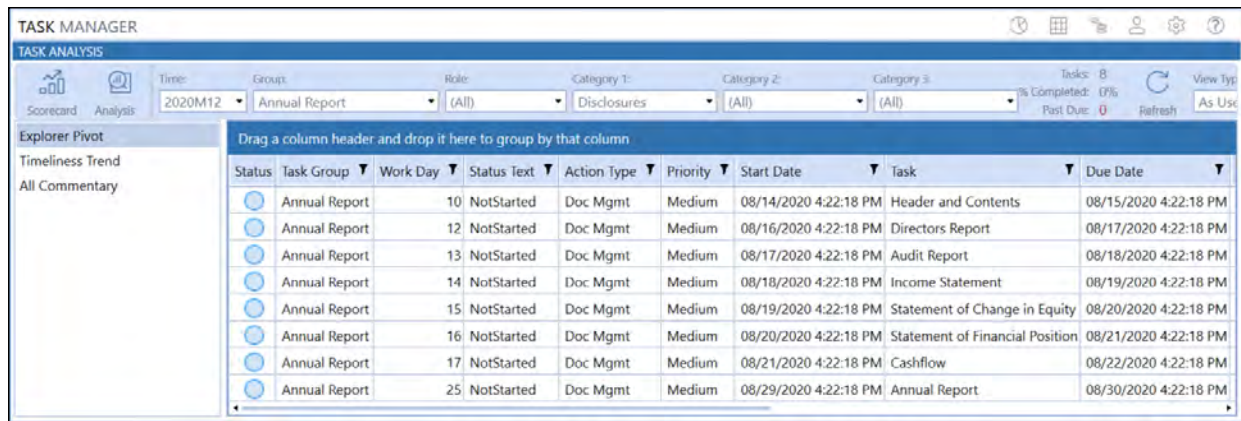 TASK MANAGER
TASK ANALYSIS
Scorecard Analysis
Time: Group: Role: Category 1: Category 2: Category 3:
2020M12 Annual Report (All) Disclosures (All) (All)
Tasks: 8
% Completed: 0%
Past Due: 0
Refresh
View Typ
As Use
Explorer Pivot
Timeliness Trend
All Commentary
Drag a column header and drop it here to group by that column
Status Task Group Work Day Status Text Action Type Priority Start Date Task Due Date
Annual Report 10 NotStarted Doc Mgmt Medium 08/14/2020 4:22:18 PM Header and Contents 08/15/2020 4:22:18 PM
Annual Report 12 NotStarted Doc Mgmt Medium 08/16/2020 4:22:18 PM Directors Report 08/17/2020 4:22:18 PM
Annual Report 13 NotStarted Doc Mgmt Medium 08/17/2020 4:22:18 PM Audit Report 08/18/2020 4:22:18 PM
Annual Report 14 NotStarted Doc Mgmt Medium 08/18/2020 4:22:18 PM Income Statement 08/19/2020 4:22:18 PM
Annual Report 15 NotStarted Doc Mgmt Medium 08/19/2020 4:22:18 PM Statement of Change in Equity 08/20/2020 4:22:18 PM
Annual Report 16 NotStarted Doc Mgmt Medium 08/20/2020 4:22:18 PM Statement of Financial Position 08/21/2020 4:22:18 PM
Annual Report 17 NotStarted Doc Mgmt Medium 08/21/2020 4:22:18 PM Cashflow 08/22/2020 4:22:18 PM
Annual Report 25 NotStarted Doc Mgmt Medium 08/29/2020 4:22:18 PM Annual Report 08/30/2020 4:22:18 PM